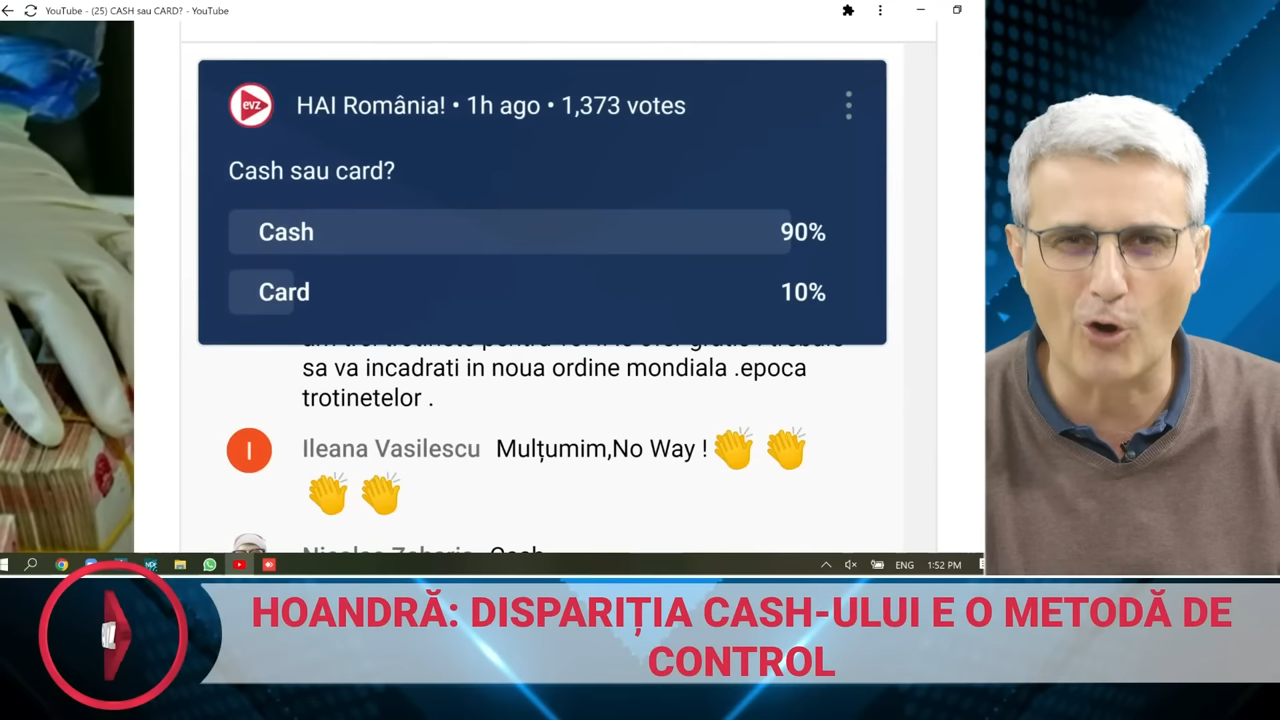 YouTube - (25) CASH sau CARD? - YouTube
evz
HAI România! • 1h ago • 1,373 votes
Cash sau card?
Cash 90%
Card 10%
sa va incadrati in noua ordine mondiala .epoca
trotinetelor .
I
Ileana Vasilescu Mulțumim,No Way !
ENG 1:52 PM
HOANDRĂ: DISPARIȚIA CASH-ULUI E O METODĂ DE
CONTROL